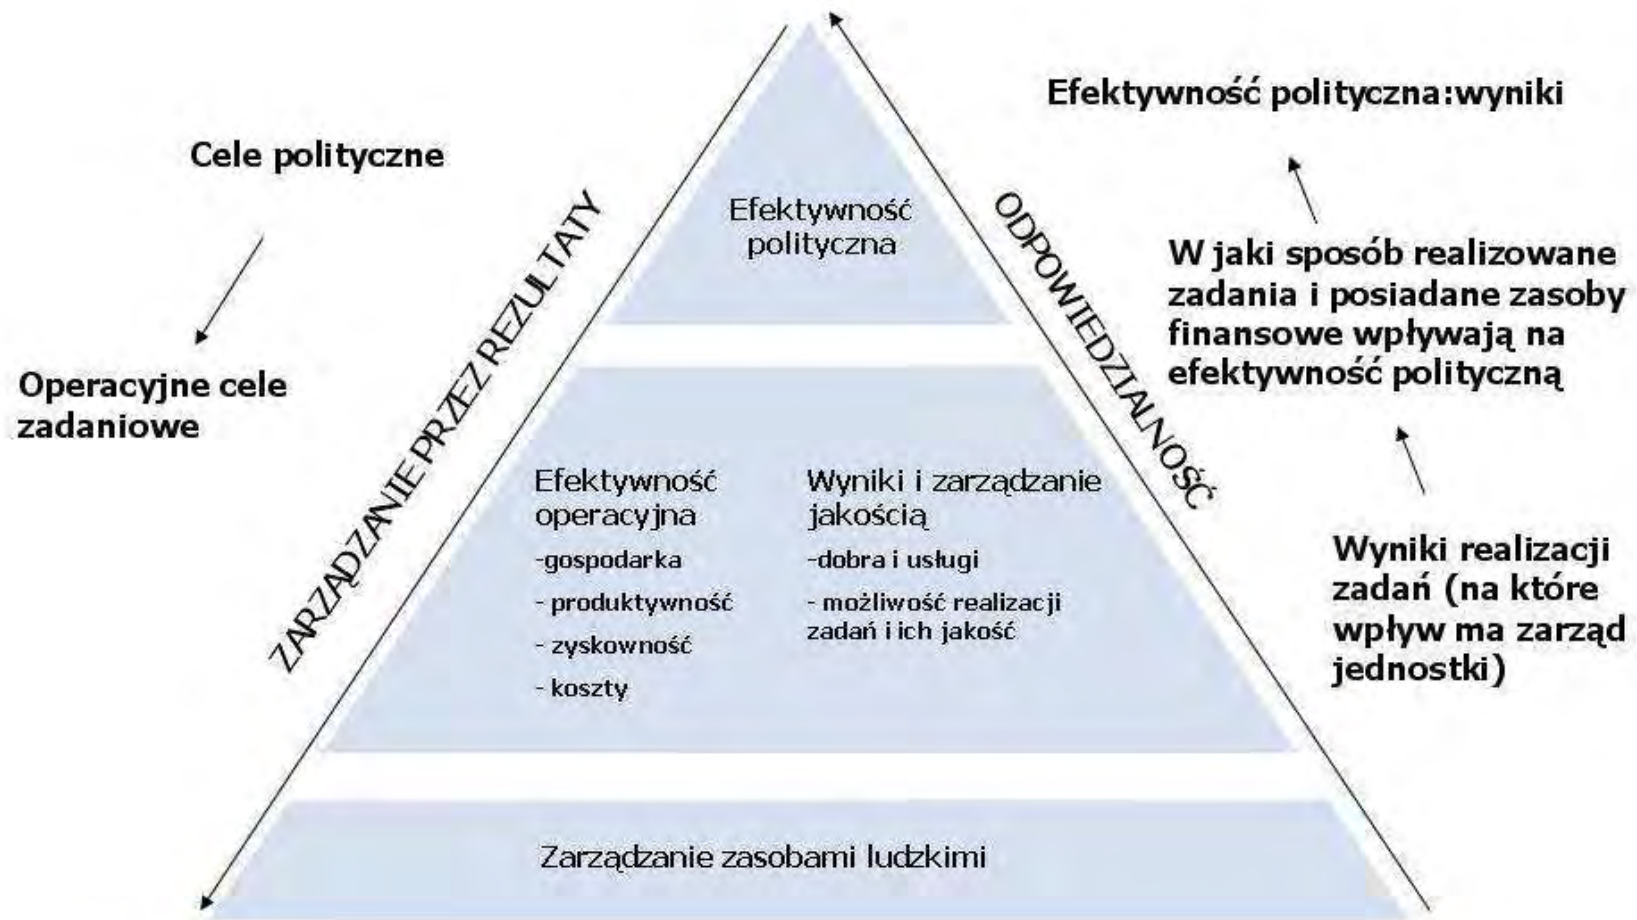 Efektywność polityczna:wyniki
Cele polityczne
Efektywność
polityczna
ZARZĄDZANIE PRZEZ REZULTATY
ODPOWIEDZIALNOŚĆ
W jaki sposób realizowane
zadania i posiadane zasoby
finansowe wpływają na
efektywność polityczną
Operacyjne cele
zadaniowe
Efektywność
operacyjna
-gospodarka
- produktywność
- zyskowność
- koszty
Wyniki i zarządzanie
jakością
-dobra i usługi
- możliwość realizacji
zadań i ich jakość
Wyniki realizacji
zadań (na które
wpływ ma zarząd
jednostki)
Zarządzanie zasobami ludzkimi